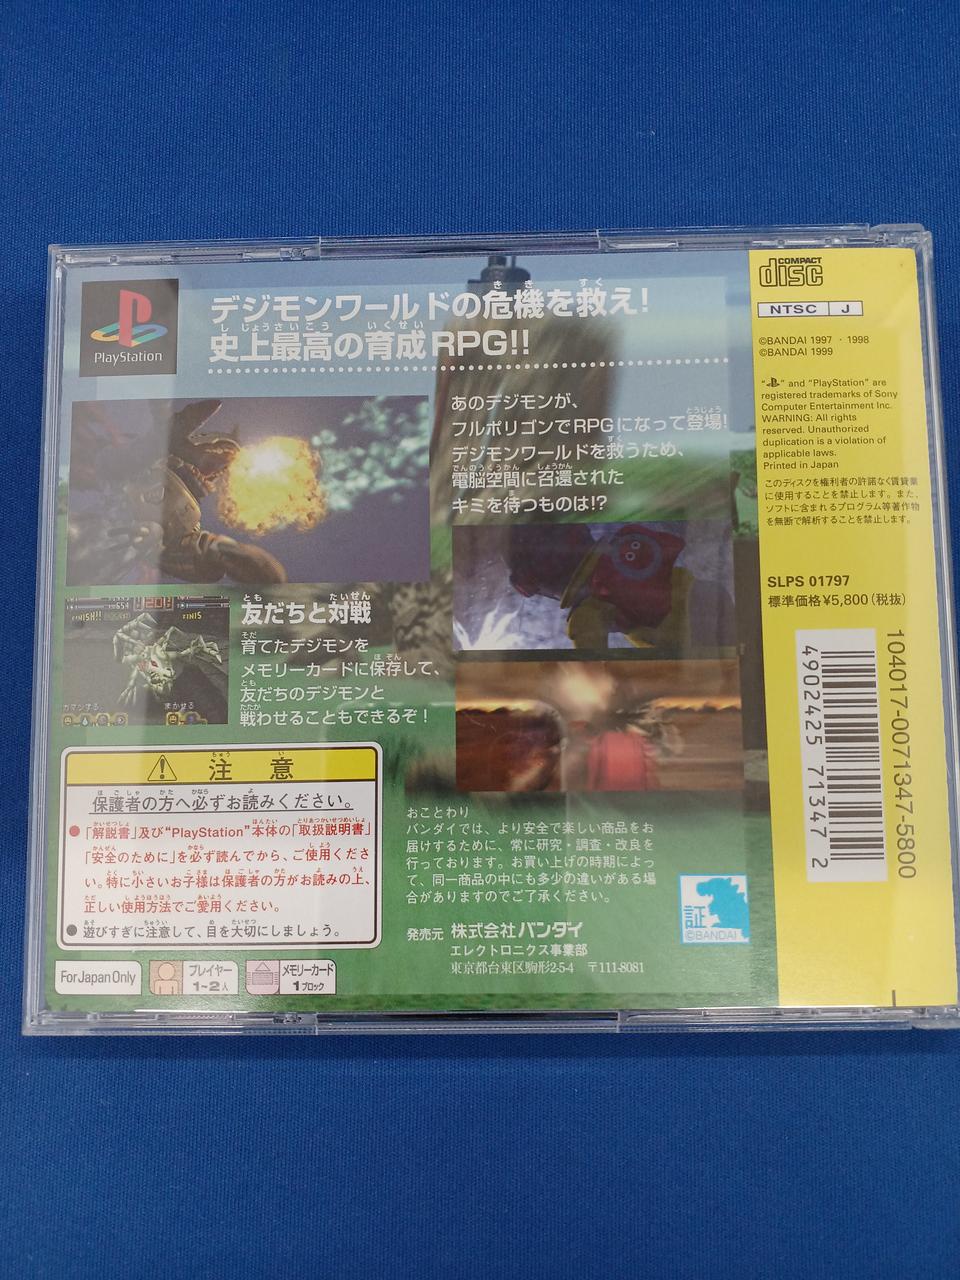 PlayStation
デジモンワールドの危機を救え!
史上最高の育成RPG!!
あのデジモンが、
フルポリゴンでRPGになって登場!
デジモンワールドを救うため、
電脳空間に召還された
キミを待つものは!?
友だちと対戦
育てたデジモンを
メモリーカードに保存して、
友だちのデジモンと
戦わせることもできるぞ!
注意
保護者の方へ必ずお読みください。
●「解説書」及び“PlayStation”本体の「取扱説明書」
「安全のために」を必ず読んでから、ご使用くださ
い。特に小さいお子様は保護者の方がお読みの上、
正しい使用方法でご愛用ください。
●遊びすぎに注意して、目を大切にしましょう。
For Japan Only
プレイヤー
1~2人
メモリーカード
1ブロック
おことわり
バンダイでは、より安全で楽しい商品をお
届けするために、常に研究・調査・改良を
行っております。お買い上げの時期によっ
て、同一商品の中にも多少の違いがある場
合がありますのでご了承ください。
発売元 株式会社バンダイ
エレクトロニクス事業部
東京都台東区駒形2-5-4 〒111-8081
証
©BANDAI
COMPACT
disc
NTSC J
©BANDAI 1997・1998
©BANDAI 1999
" " and "PlayStation" are
registered trademarks of Sony
Computer Entertainment Inc.
WARNING: All rights
reserved. Unauthorized
duplication is a violation of
applicable laws.
Printed in Japan
このディスクを権利者の許諾なく賃貸業
に使用することを禁止します。また、
ソフトに含まれるプログラム等著作物
を無断で解析することを禁止します。
SLPS 01797
標準価格¥5,800(税抜)
104017-0071347-5800
4902425 71347 2